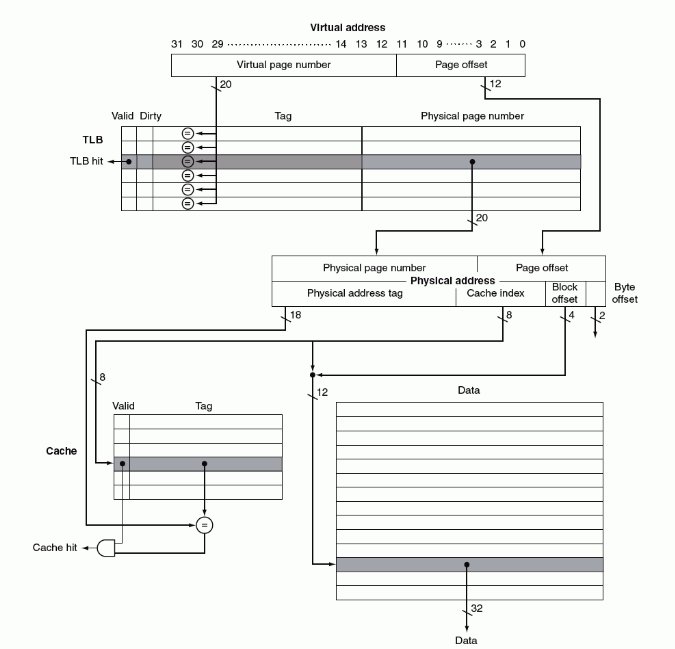 Virtual address
31 30 29 ·················· 14 13 12 11 10 9 ······ 3 2 1 0
Virtual page number Page offset
20 12
Valid Dirty Tag Physical page number
TLB
=
=
TLB hit =
=
=
=
20
Physical page number Page offset
Physical address
Physical address tag Cache index Block offset Byte offset
18 8 4 2
8 12
Data
Valid Tag
Cache
=
Cache hit
32
Data